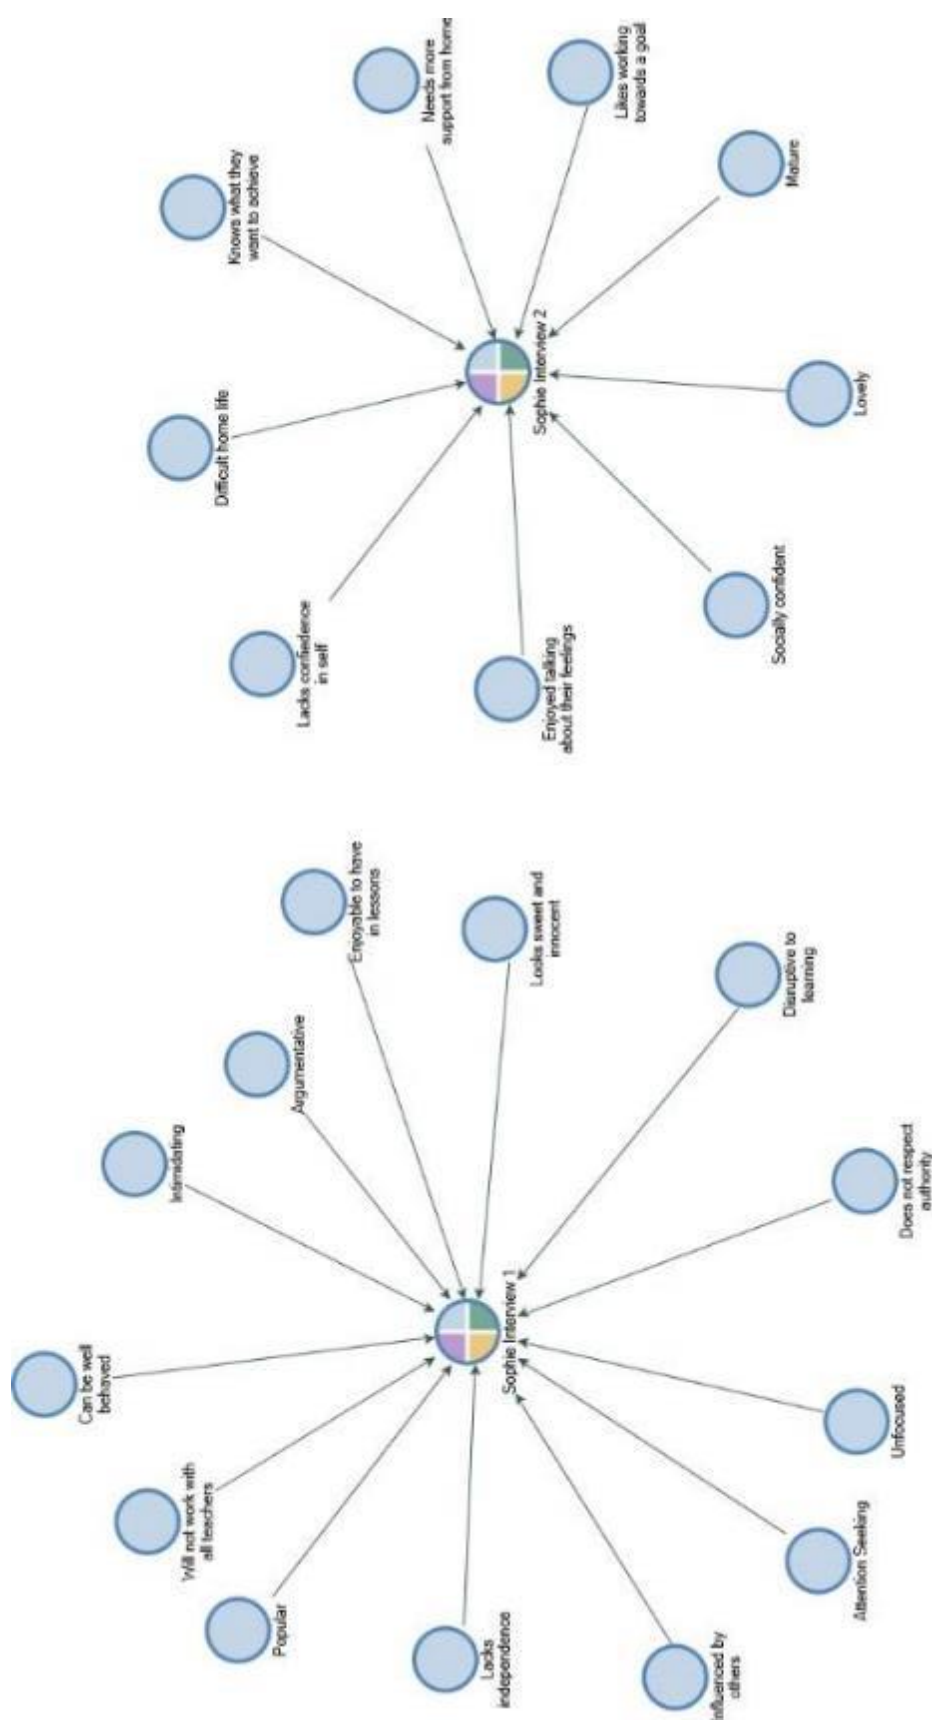 Can be well
behaved
Intimidating
Will not work with
all teachers
Argumentative
Popular
Enjoyable to have
in lessons
Sophie Interview 1
Lacks
independence
Looks sweet and
innocent
Influenced by
others
Disruptive to
learning
Attention Seeking
Unfocused
Does not respect
authority
Difficult home life
Knows what they
want to achieve
Lacks confiedence
in self
Needs more
support from home
Sophie Interview 2
Enjoyed talking
about their feelings
Likes working
towards a goal
Socially confident
Mature
Lovely